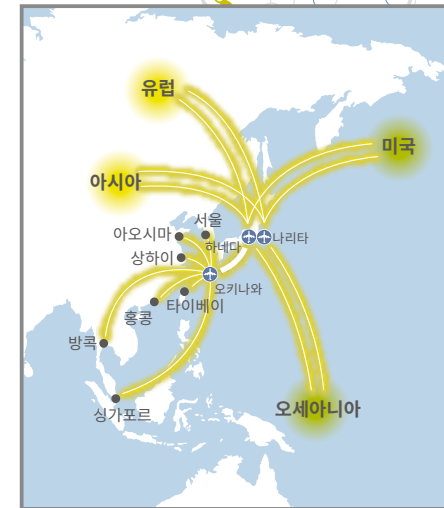 유럽
미국
아시아
서울
아오시마
하네다
나리타
상하이
오키나와
타이베이
홍콩
방콕
오세아니아
싱가포르